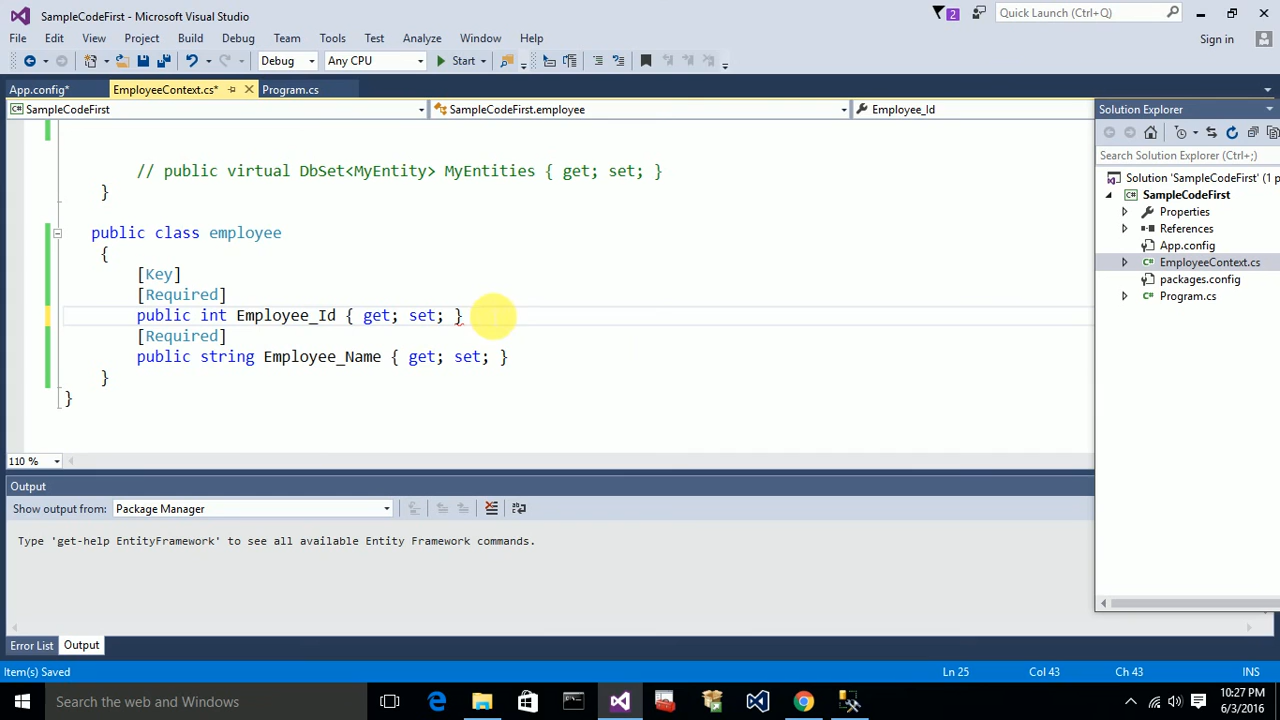 SampleCodeFirst - Microsoft Visual Studio
2
Quick Launch (Ctrl+Q)
File Edit View Project Build Debug Team Tools Test Analyze Window Help
Sign in
Debug Any CPU Start
App.config* EmployeeContext.cs* Program.cs
SampleCodeFirst SampleCodeFirst.employee Employee_Id
Solution Explorer
Search Solution Explorer (Ctrl+;)
Solution 'SampleCodeFirst' (1 p
SampleCodeFirst
Properties
References
App.config
EmployeeContext.cs
packages.config
Program.cs
// public virtual DbSet<MyEntity> MyEntities { get; set; }
}
public class employee
{
[Key]
[Required]
public int Employee_Id { get; set; }
[Required]
public string Employee_Name { get; set; }
}
}
110 %
Output
Show output from: Package Manager
Type 'get-help EntityFramework' to see all available Entity Framework commands.
Error List Output
Item(s) Saved Ln 25 Col 43 Ch 43 INS
Search the web and Windows
10:27 PM
6/3/2016